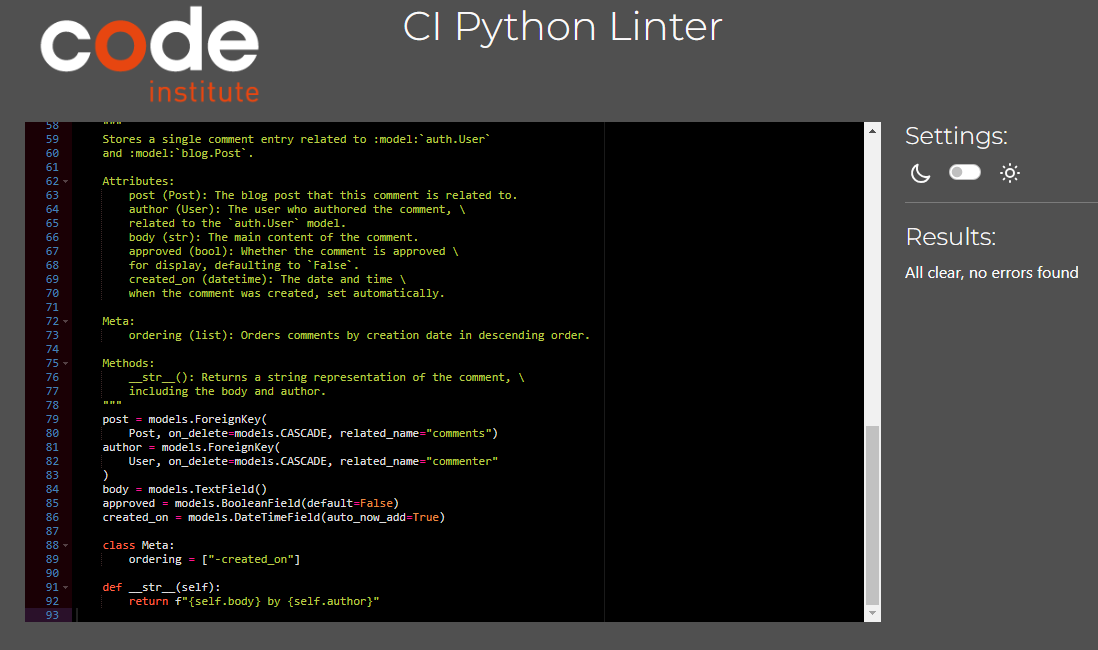 code
institute
CI Python Linter
58 """
59 Stores a single comment entry related to :model:`auth.User`
60 and :model:`blog.Post`.
61
62 Attributes:
63 post (Post): The blog post that this comment is related to.
64 author (User): The user who authored the comment, \
65 related to the `auth.User` model.
66 body (str): The main content of the comment.
67 approved (bool): Whether the comment is approved \
68 for display, defaulting to `False`.
69 created_on (datetime): The date and time \
70 when the comment was created, set automatically.
71
72 Meta:
73 ordering (list): Orders comments by creation date in descending order.
74
75 Methods:
76 __str__(): Returns a string representation of the comment, \
77 including the body and author.
78 """
79 post = models.ForeignKey(
80 Post, on_delete=models.CASCADE, related_name="comments")
81 author = models.ForeignKey(
82 User, on_delete=models.CASCADE, related_name="commenter"
83 )
84 body = models.TextField()
85 approved = models.BooleanField(default=False)
86 created_on = models.DateTimeField(auto_now_add=True)
87
88 class Meta:
89 ordering = ["-created_on"]
90
91 def __str__(self):
92 return f"{self.body} by {self.author}"
93
Settings:
Results:
All clear, no errors found